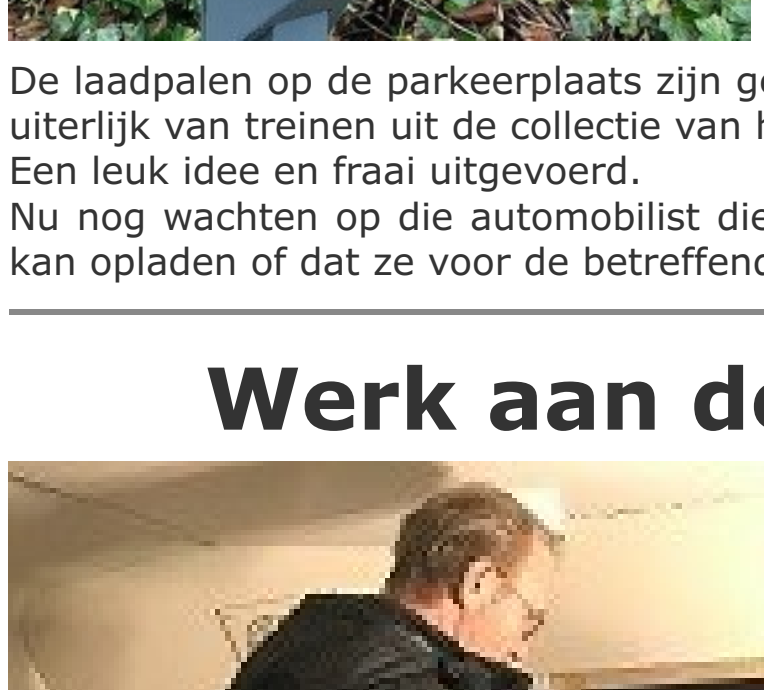 De laadpalen op de parkeerplaats zijn
uiterlijk van treinen uit de collectie van
Een leuk idee en fraai uitgevoerd.
Nu nog wachten op die automobilist die
kan opladen of dat ze voor de
Werk aan